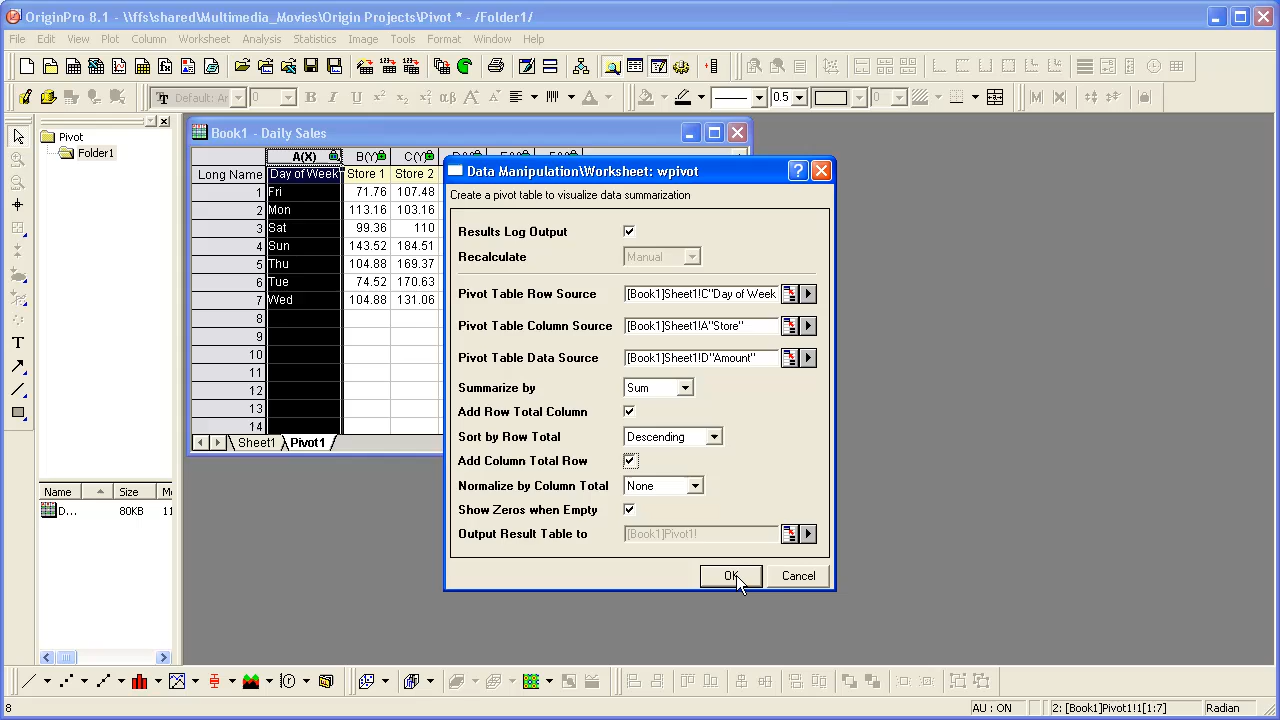 OriginPro 8.1 - \\ffs\shared\Multimedia_Movies\Origin Projects\Pivot * - /Folder1/
File Edit View Plot Column Worksheet Analysis Statistics Image Tools Format Window Help
Default: Ar 0 B I U αβ A A 0.5 0
Pivot
Folder1
Book1 - Daily Sales
A(X) B(Y) C(Y)
Long Name Day of Week Store 1 Store 2
1 Fri 71.76 107.48
2 Mon 113.16 103.16
3 Sat 99.36 110
4 Sun 143.52 184.51
5 Thu 104.88 169.37
6 Tue 74.52 170.63
7 Wed 104.88 131.06
8
9
10
11
12
13
14
Sheet1 Pivot1
Data Manipulation\Worksheet: wpivot
Create a pivot table to visualize data summarization
Results Log Output
Recalculate Manual
Pivot Table Row Source [Book1]Sheet1!C"Day of Week
Pivot Table Column Source [Book1]Sheet1!A"Store"
Pivot Table Data Source [Book1]Sheet1!D"Amount"
Summarize by Sum
Add Row Total Column
Sort by Row Total Descending
Add Column Total Row
Normalize by Column Total None
Show Zeros when Empty
Output Result Table to [Book1]Pivot1!
OK Cancel
Name Size
D... 80KB 11
8 AU : ON 2: [Book1]Pivot1!1[1:7] Radian